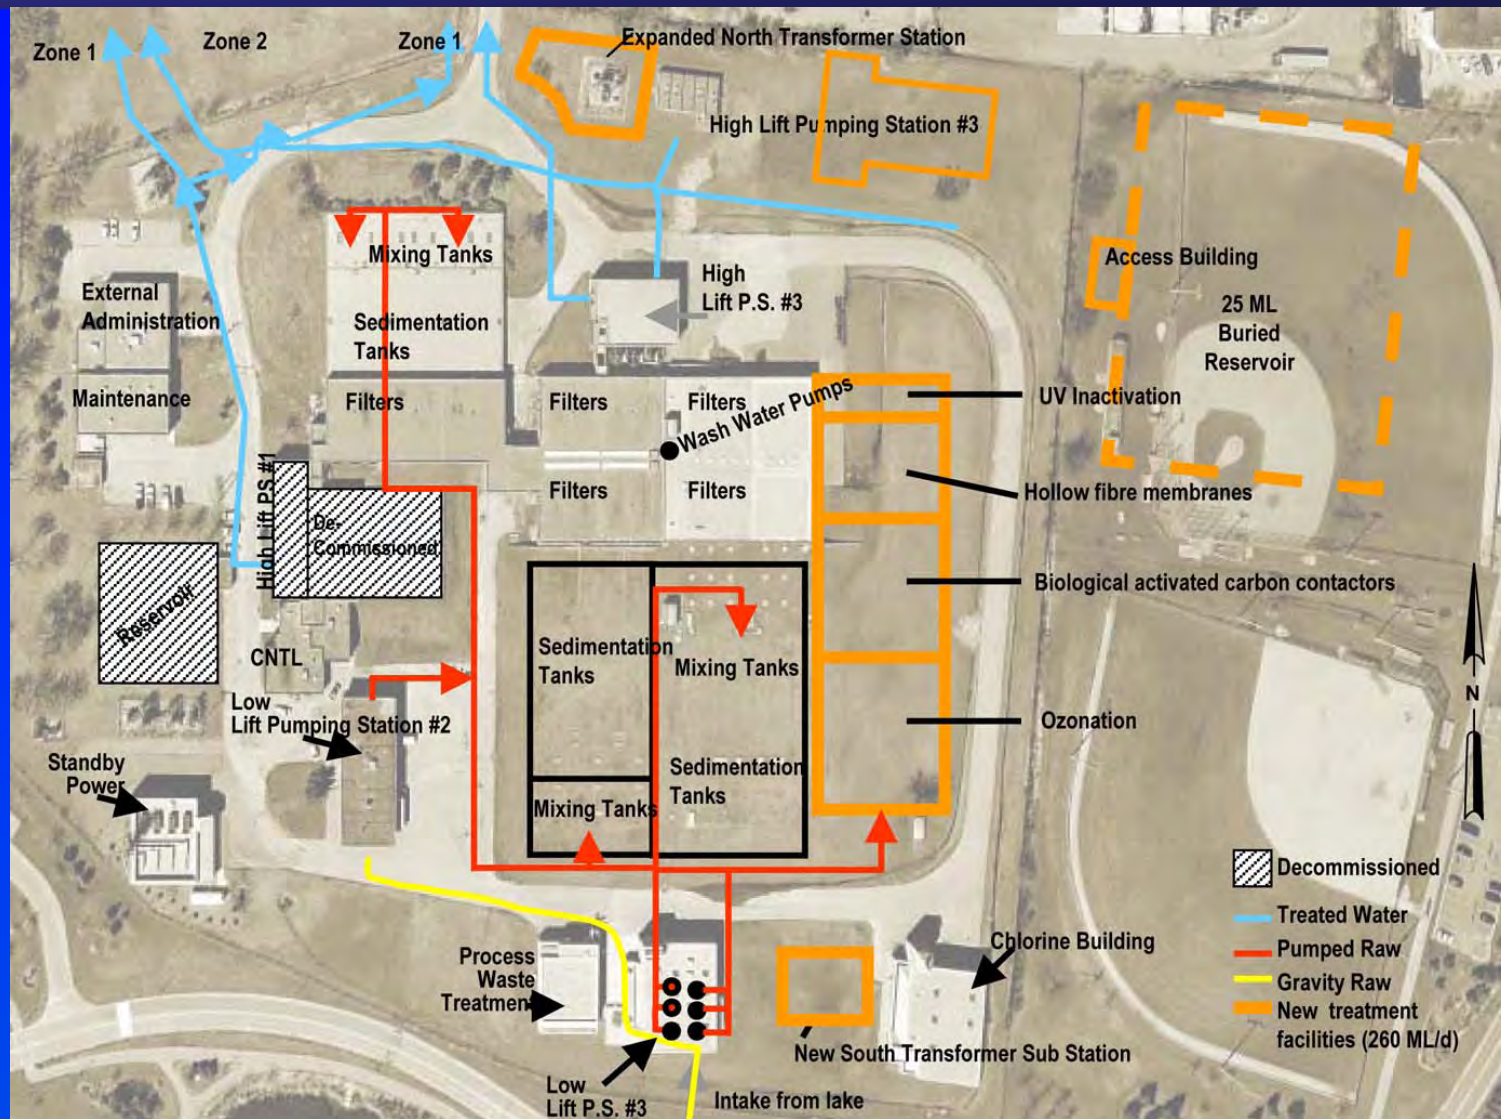 Zone 1
Zone 2
Zone 1
Expanded North Transformer Station
High Lift Pumping Station #3
Mixing Tanks
Access Building
High
Lift P.S. #3
External
Administration
25 ML
Buried
Reservoir
Sedimentation
Tanks
Maintenance
Filters
Filters
Filters
Wash Water Pumps
UV Inactivation
High Lift PS #1
Filters
Filters
Hollow fibre membranes
De-
Commissioned
Reservoir
Biological activated carbon contactors
Sedimentation
Tanks
Mixing Tanks
CNTL
Low
Lift Pumping Station #2
N
Ozonation
Standby
Power
Sedimentation
Tanks
Mixing Tanks
Decommissioned
Treated Water
Pumped Raw
Gravity Raw
New treatment
facilities (260 ML/d)
Process
Waste
Treatment
Chlorine Building
New South Transformer Sub Station
Low
Lift P.S. #3
Intake from lake